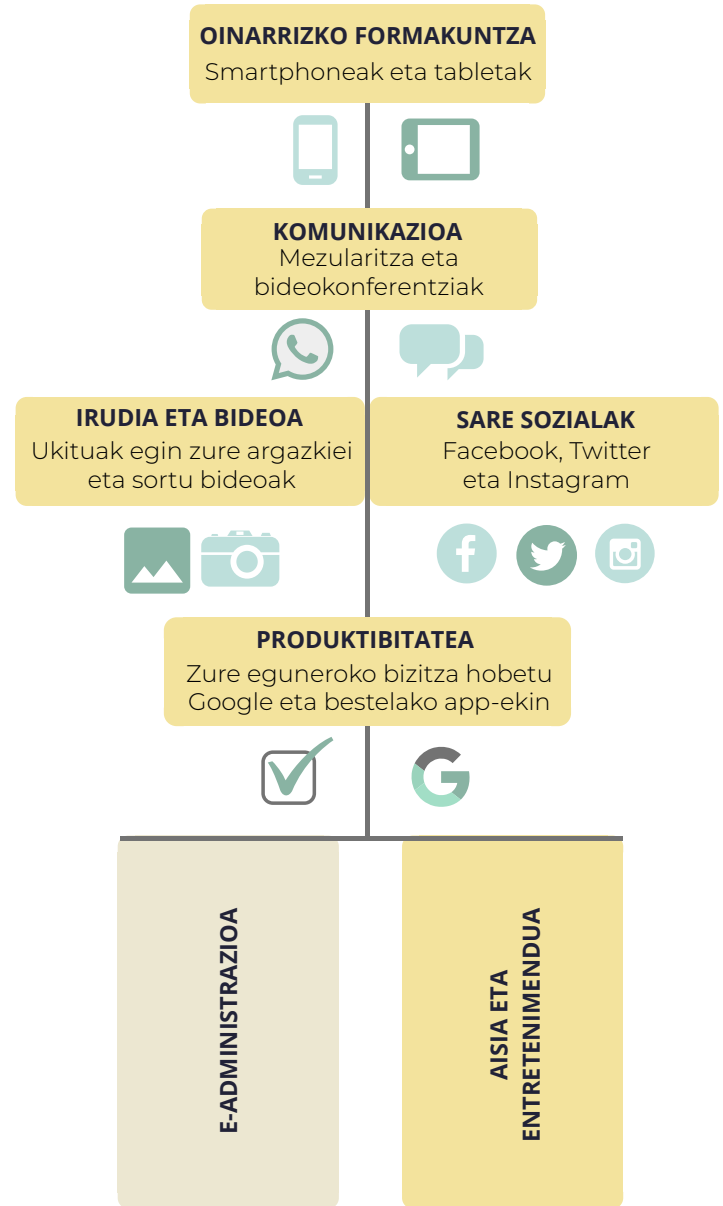 OINARRIZKO FORMAKUNTZA
Smartphoneak eta tabletak
KOMUNIKAZIOA
Mezularitza eta
bideokonferentziak
IRUDIA ETA BIDEOA
Ukituak egin zure argazkiei
eta sortu bideoak
SARE SOZIALAK
Facebook, Twitter
eta Instagram
PRODUKTIBITATEA
Zure eguneroko bizitza hobetu
Google eta bestelako app-ekin
E-ADMINISTRAZIOA
AISIA ETA
ENTRETENIMENDUA